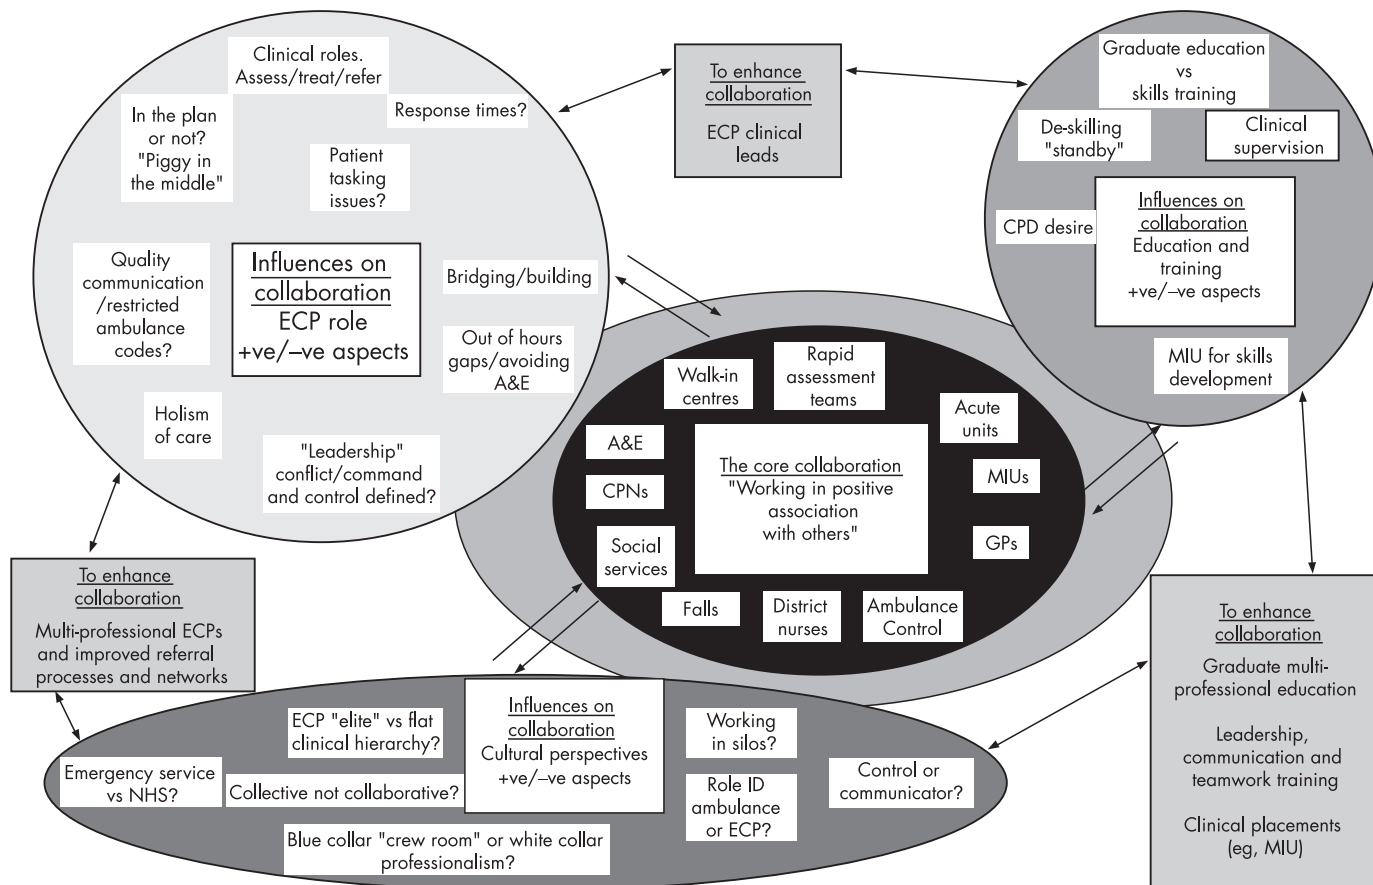 Clinical roles.
Assess/treat/refer
Response times?
In the plan
or not?
"Piggy in
the middle"
Patient
tasking
issues?
Quality
communication
/restricted
ambulance
codes?
Influences on
collaboration
ECP role
+ve/–ve aspects
Bridging/building
Out of hours
gaps/avoiding
A&E
Holism
of care
"Leadership"
conflict/command
and control defined?
To enhance
collaboration
ECP clinical
leads
Graduate education
vs
skills training
De-skilling
"standby"
Clinical
supervision
CPD desire
Influences on
collaboration
Education and
training
+ve/–ve aspects
MIU for skills
development
Walk-in
centres
Rapid
assessment
teams
Acute
units
A&E
CPNs
The core collaboration
"Working in positive
association
with others"
MIUs
GPs
Social
services
Falls
District
nurses
Ambulance
Control
To enhance
collaboration
Multi-professional ECPs
and improved referral
processes and networks
ECP "elite" vs flat
clinical hierarchy?
Influences on
collaboration
Cultural perspectives
+ve/–ve aspects
Working
in silos?
Emergency service
vs NHS?
Collective not collaborative?
Role ID
ambulance
or ECP?
Control or
communicator?
Blue collar "crew room" or white collar
professionalism?
To enhance
collaboration
Graduate multi-
professional education
Leadership,
communication and
teamwork training
Clinical placements
(eg, MIU)